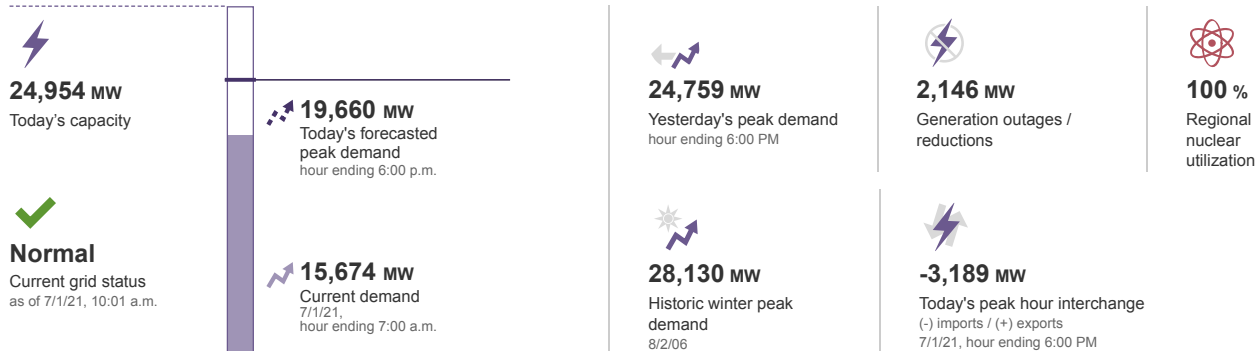 24,954 MW
Today's capacity
Normal
Current grid status
as of 7/1/21, 10:01 a.m.
19,660 MW
Today's forecasted
peak demand
hour ending 6:00 p.m.
15,674 MW
Current demand
7/1/21,
hour ending 7:00 a.m.
24,759 MW
Yesterday's peak demand
hour ending 6:00 PM
2,146 MW
Generation outages /
reductions
100 %
Regional
nuclear
utilization
28,130 MW
Historic winter peak
demand
8/2/06
-3,189 MW
Today's peak hour interchange
(-) imports / (+) exports
7/1/21, hour ending 6:00 PM